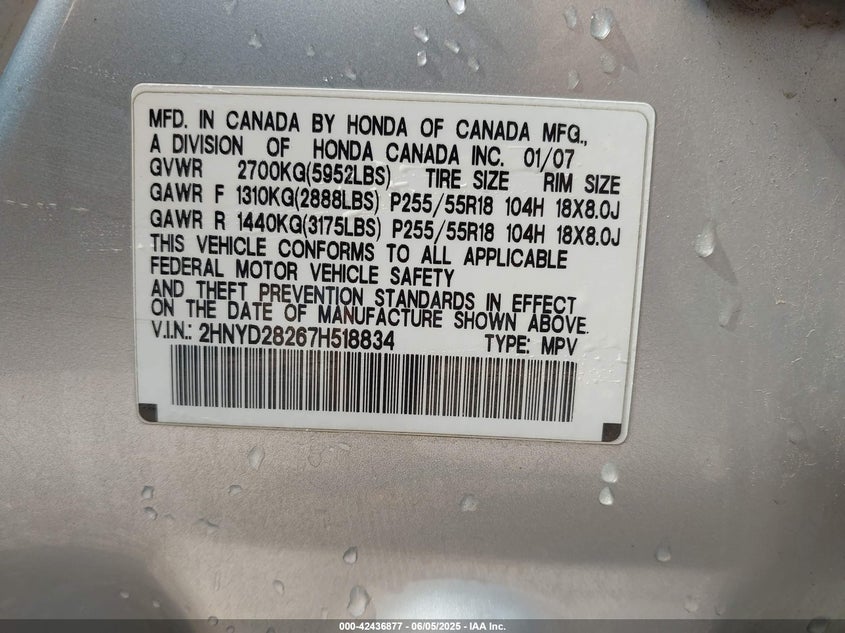 MFD. IN CANADA BY HONDA OF CANADA MFG.,
A DIVISION OF HONDA CANADA INC. 01/07
GVWR 2700KG(5952LBS) TIRE SIZE RIM SIZE
GAWR F 1310KG(2888LBS) P255/55R18 104H 18X8.0J
GAWR R 1440KG(3175LBS) P255/55R18 104H 18X8.0J
THIS VEHICLE CONFORMS TO ALL APPLICABLE
FEDERAL MOTOR VEHICLE SAFETY
AND THEFT PREVENTION STANDARDS IN EFFECT
ON THE DATE OF MANUFACTURE SHOWN ABOVE.
V.I.N.: 2HNYD28267H518834 TYPE: MPV
000-42436877 | 06/05/2025 - IAA Inc.